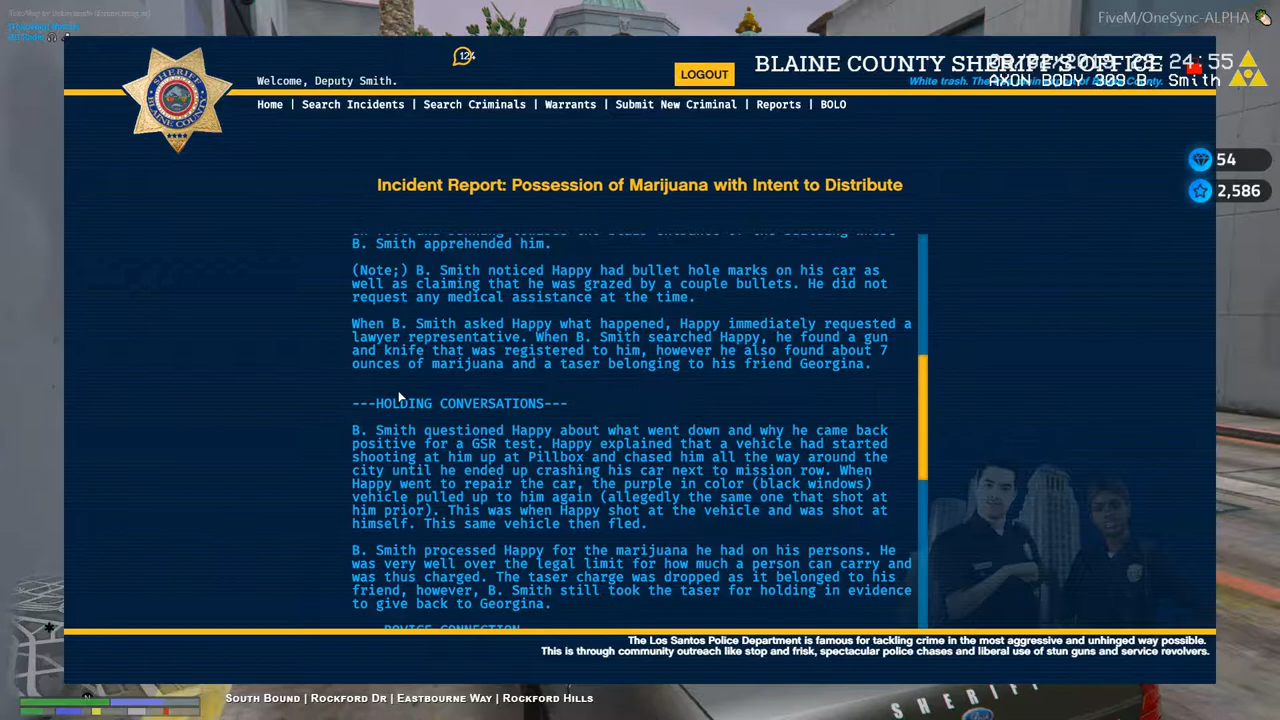 FiveM/OneSync-ALPHA
124
Welcome, Deputy Smith.
LOGOUT
BLAINE COUNTY SHERIFF'S OFFICE
24:55
AXON BODY 309 B. Smith
White trash. The
SHERIFF
BLAINE COUNTY
Home | Search Incidents | Search Criminals | Warrants | Submit New Criminal | Reports | BOLO
54
2,586
Incident Report: Possession of Marijuana with Intent to Distribute
B. Smith apprehended him.
(Note;) B. Smith noticed Happy had bullet hole marks on his car as
well as claiming that he was grazed by a couple bullets. He did not
request any medical assistance at the time.
When B. Smith asked Happy what happened, Happy immediately requested a
lawyer representative. When B. Smith searched Happy, he found a gun
and knife that was registered to him, however he also found about 7
ounces of marijuana and a taser belonging to his friend Georgina.
---HOLDING CONVERSATIONS---
B. Smith questioned Happy about what went down and why he came back
positive for a GSR test. Happy explained that a vehicle had started
shooting at him up at Pillbox and chased him all the way around the
city until he ended up crashing his car next to mission row. When
Happy went to repair the car, the purple in color (black windows)
vehicle pulled up to him again (allegedly the same one that shot at
him prior). This was when Happy shot at the vehicle and was shot at
himself. This same vehicle then fled.
B. Smith processed Happy for the marijuana he had on his persons. He
was very well over the legal limit for how much a person can carry and
was thus charged. The taser charge was dropped as it belonged to his
friend, however, B. Smith still took the taser for holding in evidence
to give back to Georgina.
The Los Santos Police Department is famous for tackling crime in the most aggressive and unhinged way possible.
This is through community outreach like stop and frisk, spectacular police chases and liberal use of stun guns and service revolvers.
South Bound | Rockford Dr | Eastbourne Way | Rockford Hills
SHERIFF